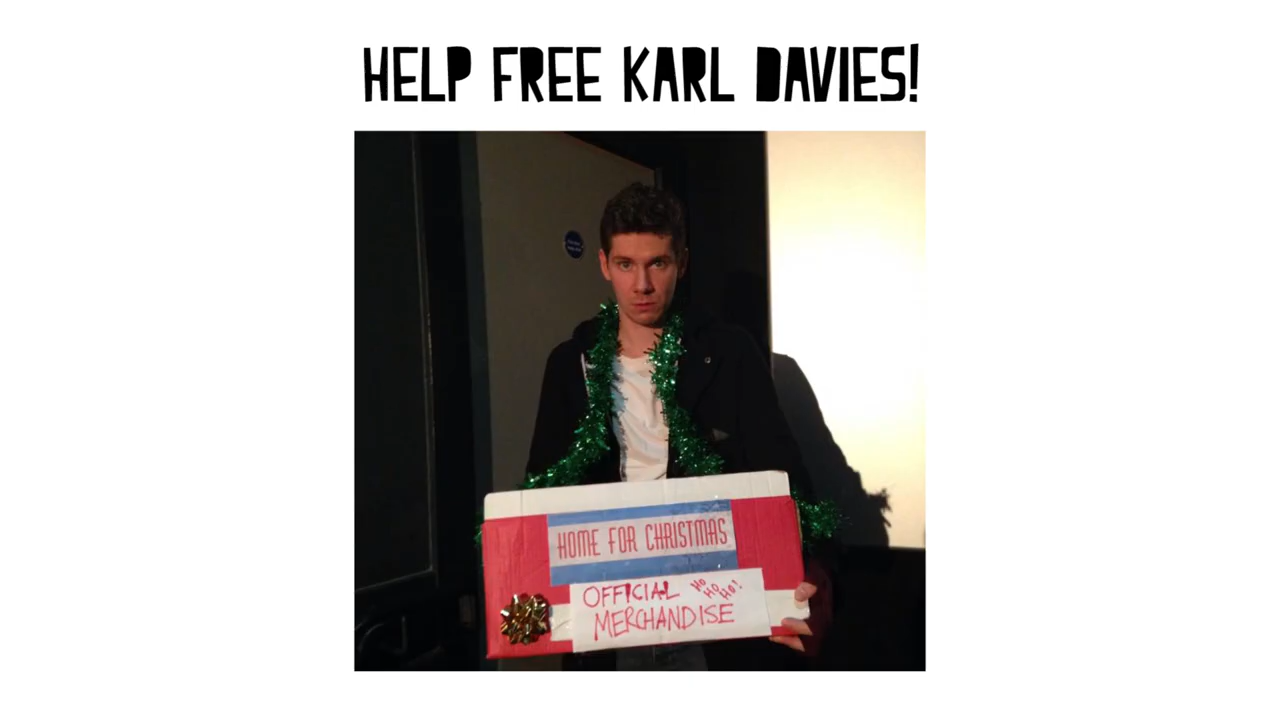 HELP FREE KARL DAVIES!
HOME FOR CHRISTMAS
OFFICIAL
HO HO HO!
MERCHANDISE